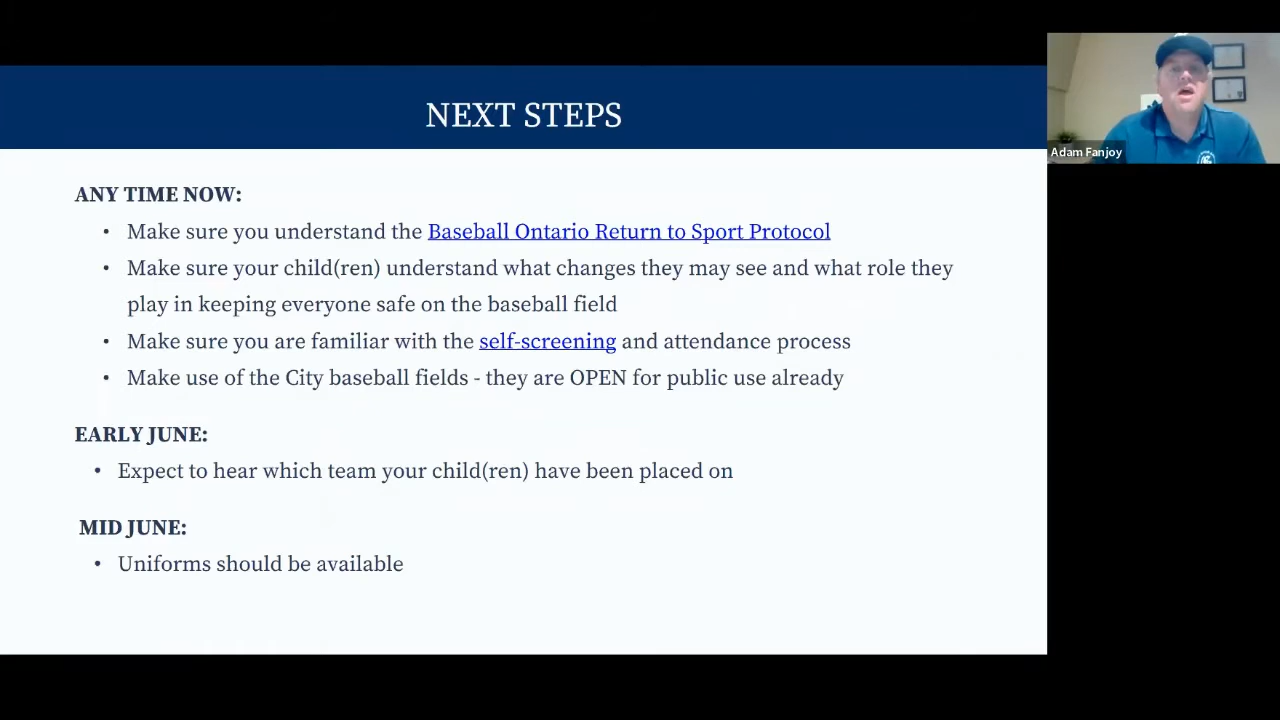 NEXT STEPS
Adam Fanjoy
ANY TIME NOW:
• Make sure you understand the Baseball Ontario Return to Sport Protocol
• Make sure your child(ren) understand what changes they may see and what role they
play in keeping everyone safe on the baseball field
• Make sure you are familiar with the self-screening and attendance process
• Make use of the City baseball fields - they are OPEN for public use already
EARLY JUNE:
• Expect to hear which team your child(ren) have been placed on
MID JUNE:
• Uniforms should be available